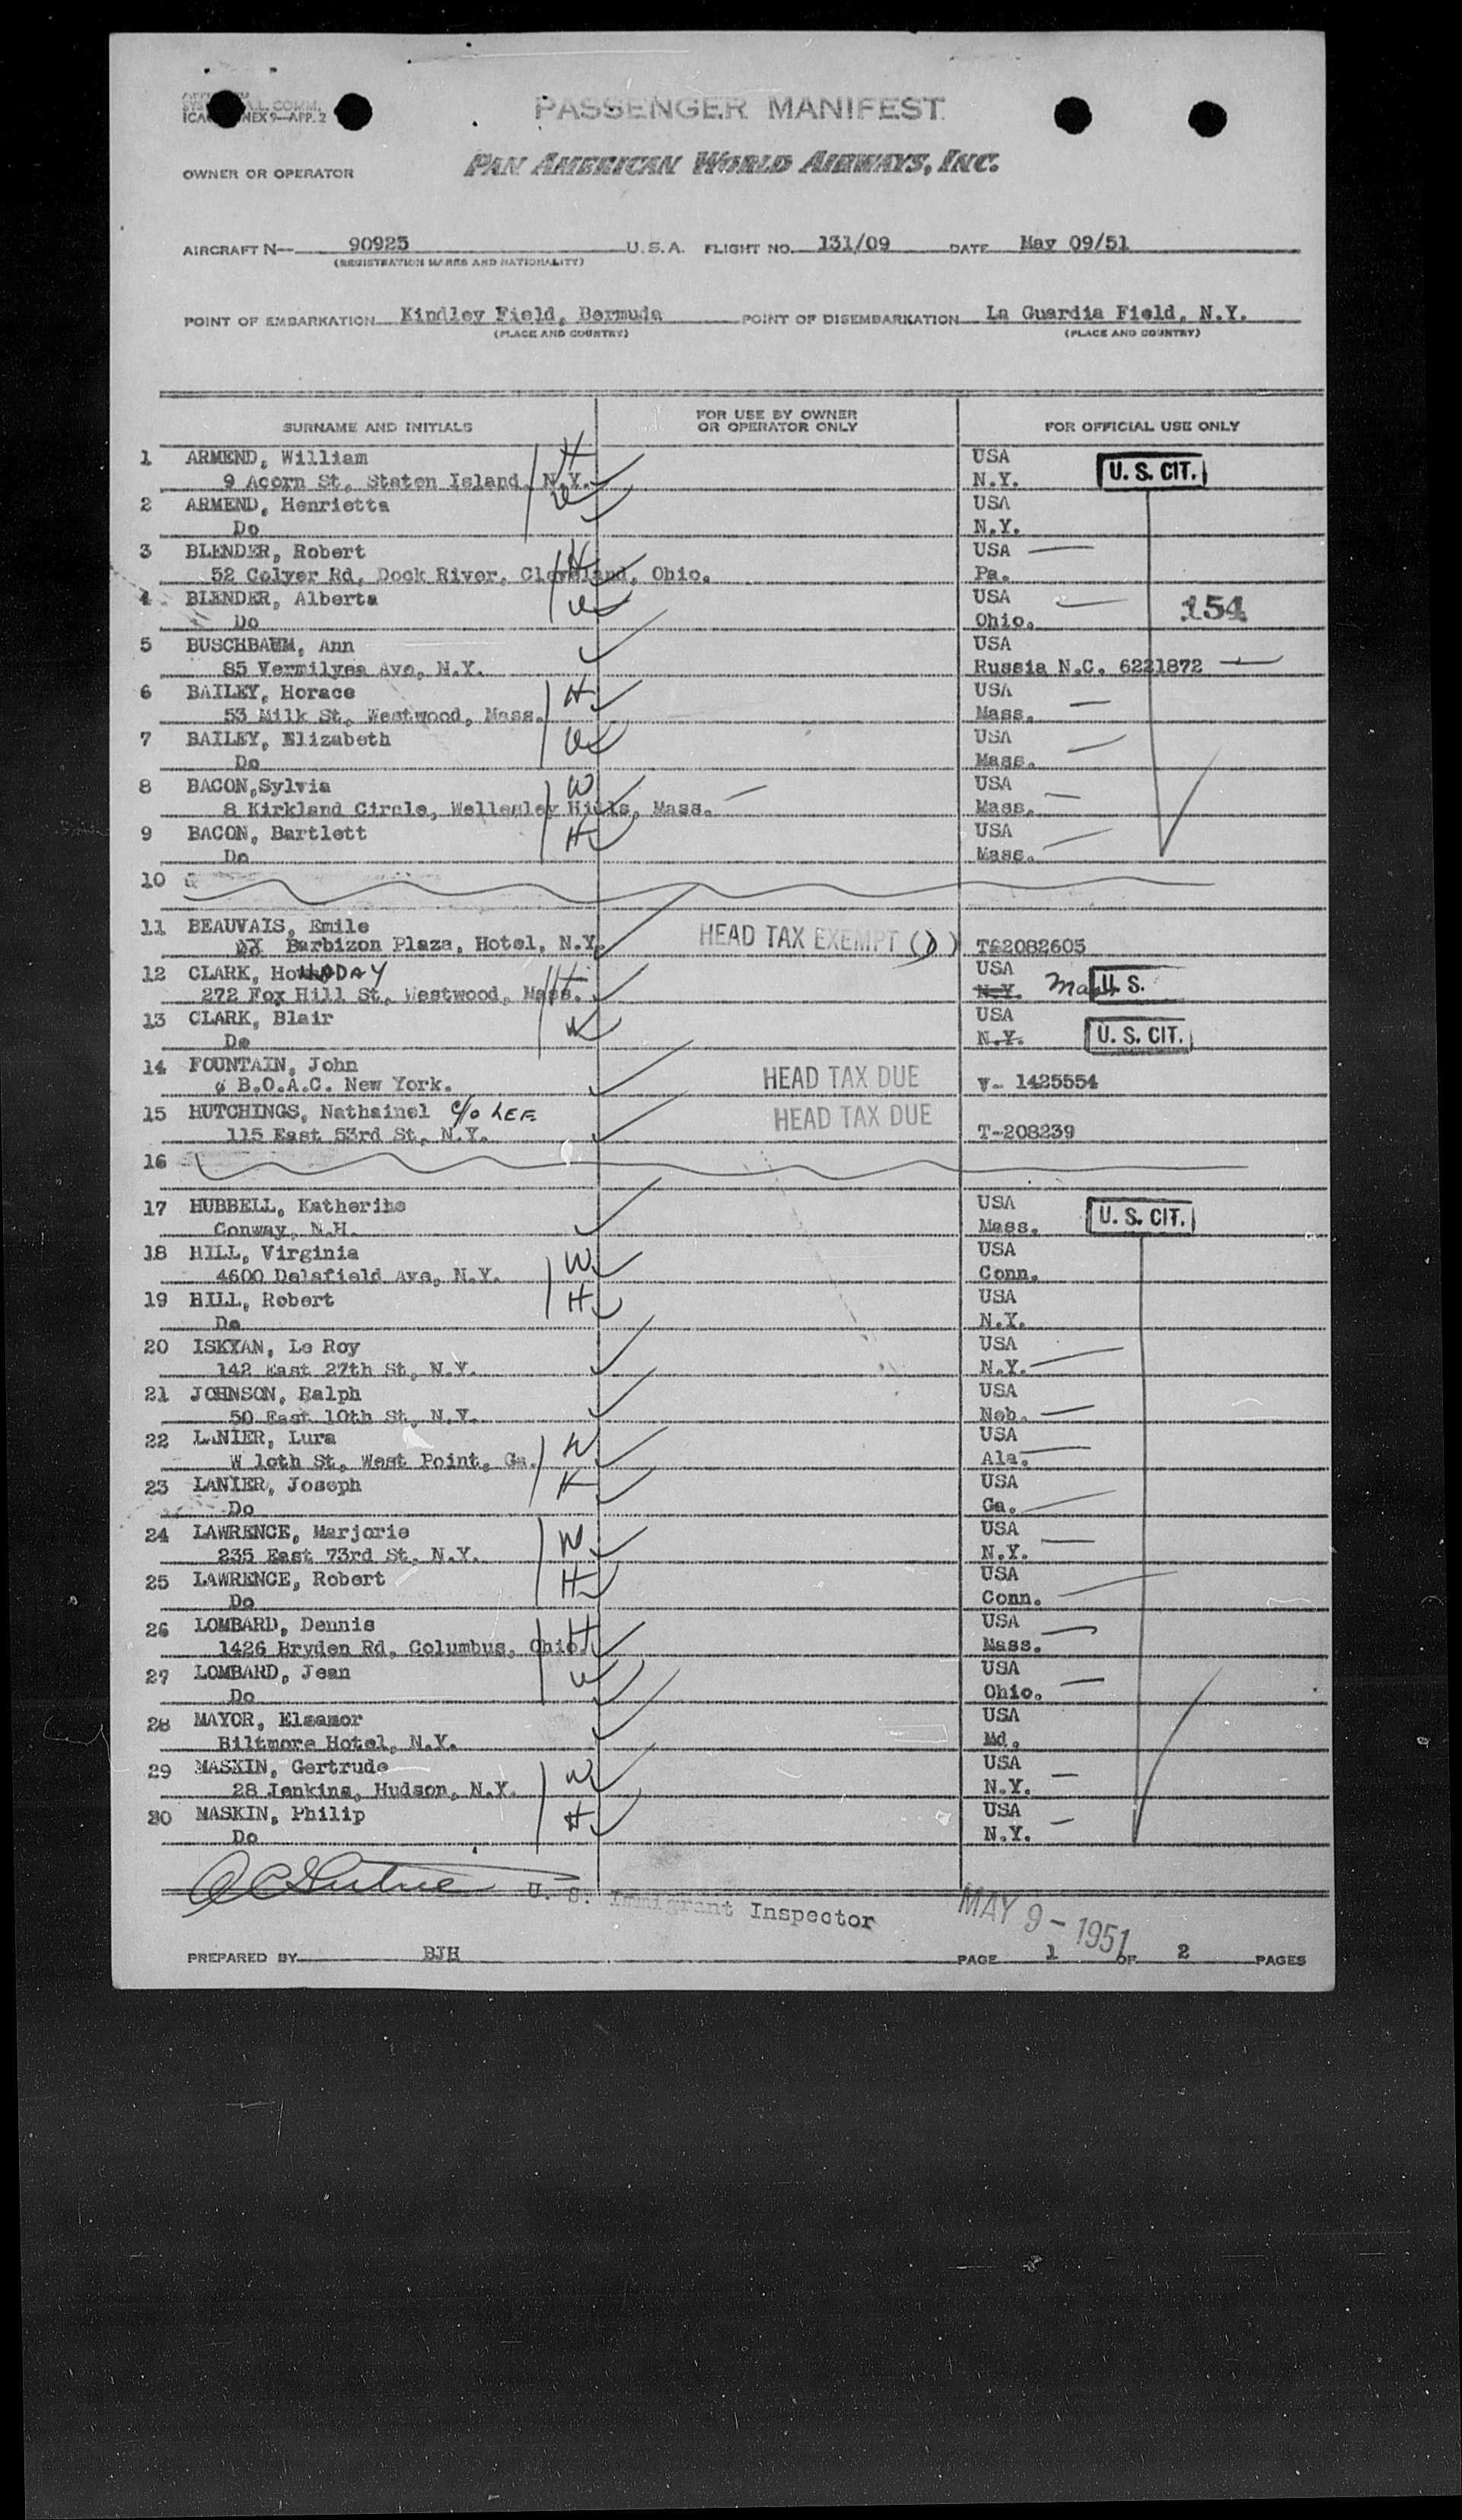 PASSENGER MANIFEST
ICAO ANNEX 9—APP. 2
OWNER OR OPERATOR PAN AMERICAN WORLD AIRWAYS, INC.
AIRCRAFT N— 90923 U.S.A. FLIGHT NO. 131/09 DATE May 09/51
(REGISTRATION MARKS AND NATIONALITY)
POINT OF EMBARKATION Kindley Field, Bermuda POINT OF DISEMBARKATION La Guardia Field, N.Y.
(PLACE AND COUNTRY) (PLACE AND COUNTRY)
SURNAME AND INITIALS FOR USE BY OWNER OR OPERATOR ONLY FOR OFFICIAL USE ONLY
1 ARMEND, William H USA
9 Acorn St, Staten Island, N.Y. N.Y. U. S. CIT.
2 ARMEND, Henrietta W USA
Do N.Y.
3 BLENDER, Robert H USA
52 Colyer Rd, Dock River, Cleveland, Ohio. Pa.
4 BLENDER, Alberta W USA 154
Do Ohio.
5 BUSCHBAUM, Ann USA
85 Vermilyea Ave, N.Y. Russia N.C. 6221872
6 BAILEY, Horace H USA
53 Milk St, Westwood, Mass. Mass.
7 BAILEY, Elizabeth W USA
Do Mass.
8 BACON,Sylvia W USA
8 Kirkland Circle, Wellesley Hills, Mass. Mass.
9 BACON, Bartlett H USA
Do Mass.
10
11 BEAUVAIS, Emile
Barbizon Plaza, Hotel, N.Y. HEAD TAX EXEMPT (D) T&2082605
12 CLARK, HollADAY H USA
272 Fox Hill St, Westwood, Mass. N.Y. Mass U. S.
13 CLARK, Blair W USA
Do N.Y. U. S. CIT.
14 FOUNTAIN, John HEAD TAX DUE
B.O.A.C. New York. V- 1425554
15 HUTCHINGS, Nathainel c/o LEE HEAD TAX DUE
115 East 53rd St, N.Y. T-208239
16
17 HUBBELL, Katherine USA
Conway, N.H. Mass. U. S. CIT.
18 HILL, Virginia W USA
4600 Delafield Ave, N.Y. Conn.
19 HILL, Robert H USA
Do N.Y.
20 ISKYAN, Le Roy USA
142 East 27th St, N.Y. N.Y.
21 JOHNSON, Ralph USA
50 East 10th St, N.Y. Neb.
22 LANIER, Lura W USA
W 10th St, West Point, Ga. Ala.
23 LANIER, Joseph H USA
Do Ga.
24 LAWRENCE, Marjorie W USA
235 East 73rd St, N.Y. N.Y.
25 LAWRENCE, Robert H USA
Do Conn.
26 LOMBARD, Dennis H USA
1426 Bryden Rd, Columbus, Ohio. Mass.
27 LOMBARD, Jean W USA
Do Ohio.
28 MAYOR, Eleanor USA
Biltmore Hotel, N.Y. Md.
29 MASKIN, Gertrude W USA
28 Jenkins, Hudson, N.Y. N.Y.
30 MASKIN, Philip H USA
Do N.Y.
U. S. Immigrant Inspector MAY 9 - 1951
PREPARED BY BJH PAGE 1 OF 2 PAGES